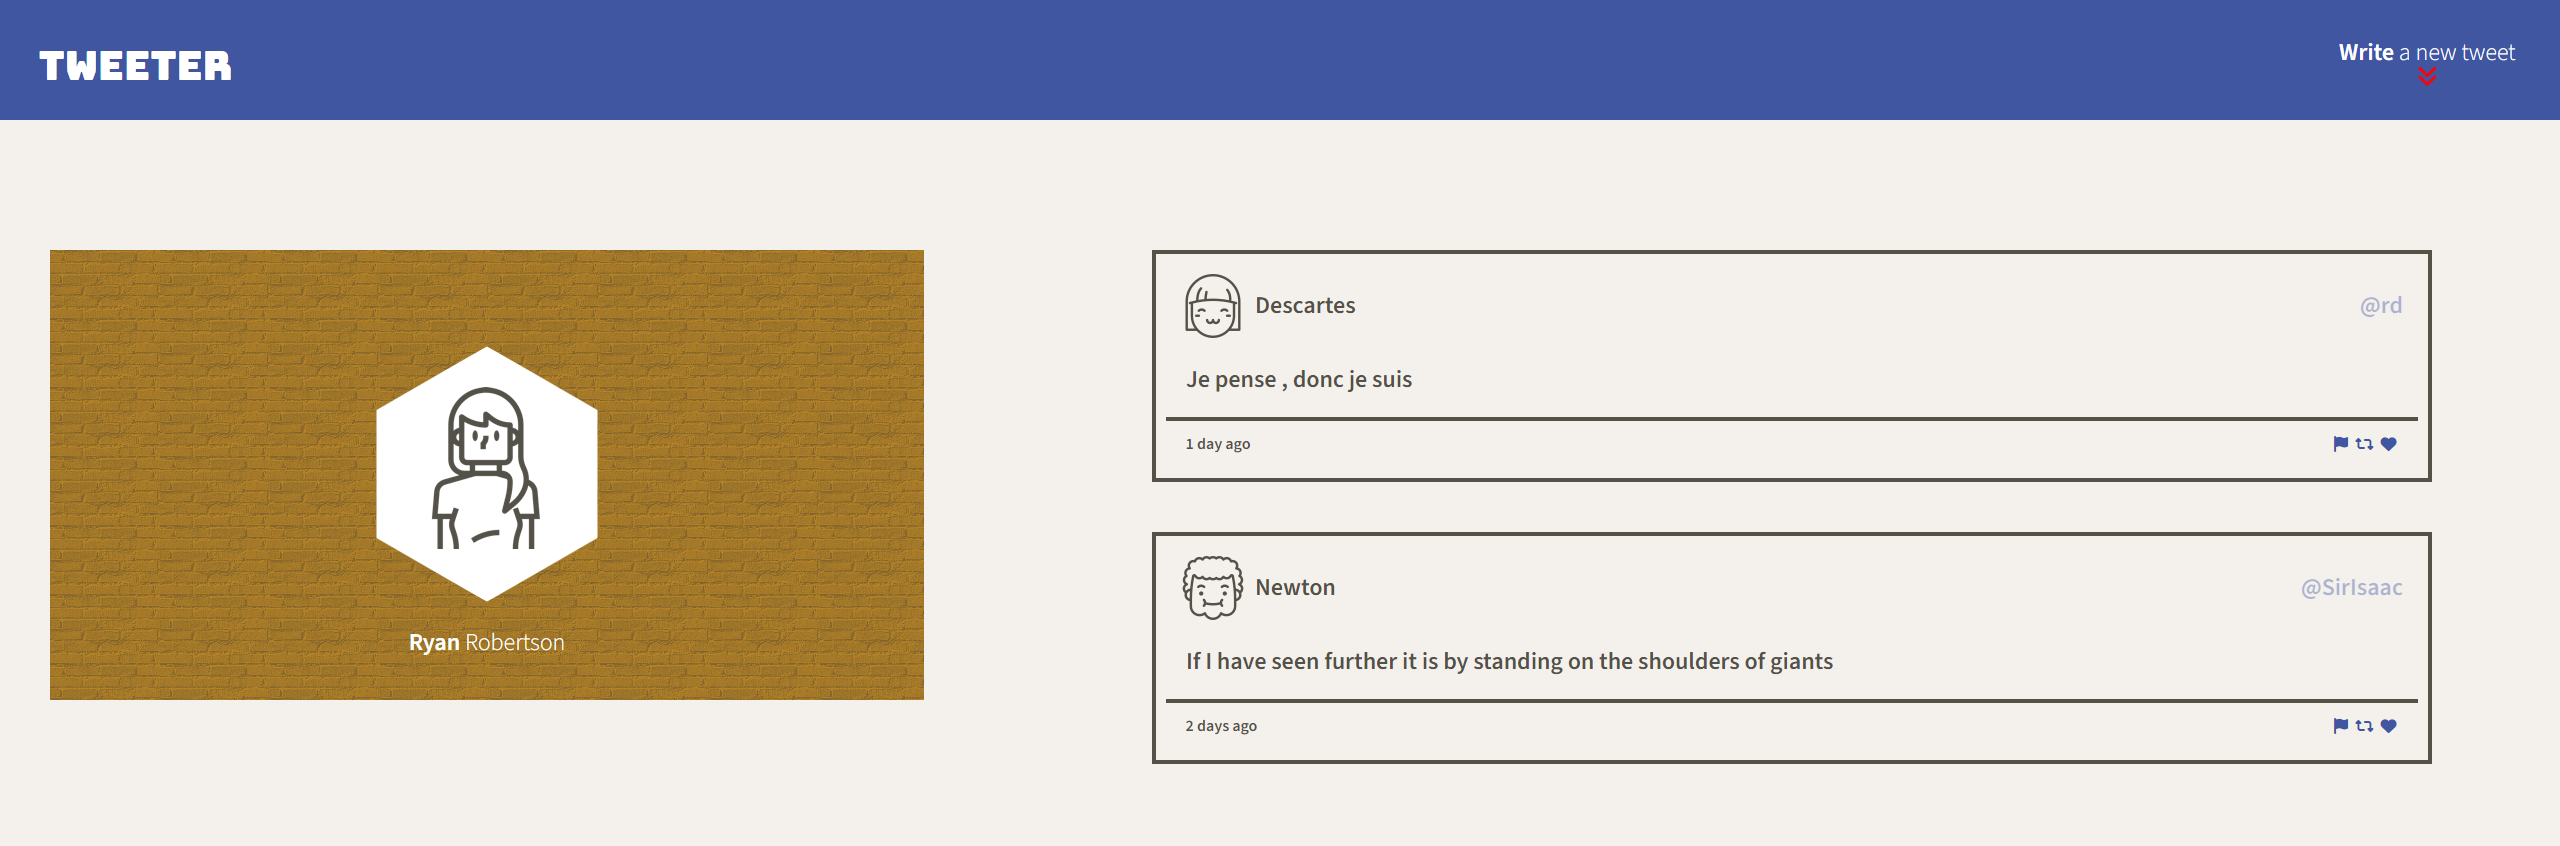 TWEETER
Write a new tweet
Ryan Robertson
Descartes
@rd
Je pense , donc je suis
1 day ago
Newton
@SirIsaac
If I have seen further it is by standing on the shoulders of giants
2 days ago